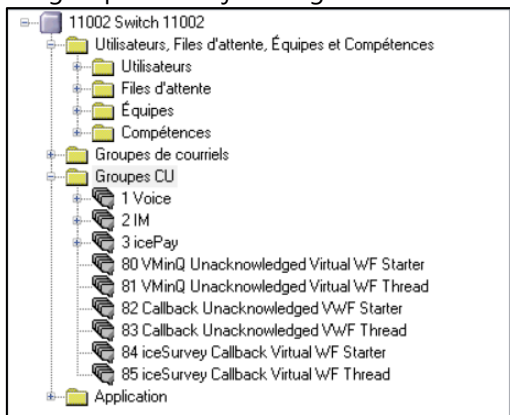 11002 Switch 11002
Utilisateurs, Files d'attente, Équipes et Compétences
Utilisateurs
Files d'attente
Équipes
Compétences
Groupes de courriels
Groupes CU
1 Voice
2 IM
3 icePay
80 VMinQ Unacknowledged Virtual WF Starter
81 VMinQ Unacknowledged Virtual WF Thread
82 Callback Unacknowledged VWF Starter
83 Callback Unacknowledged VWF Thread
84 iceSurvey Callback Virtual WF Starter
85 iceSurvey Callback Virtual WF Thread
Application